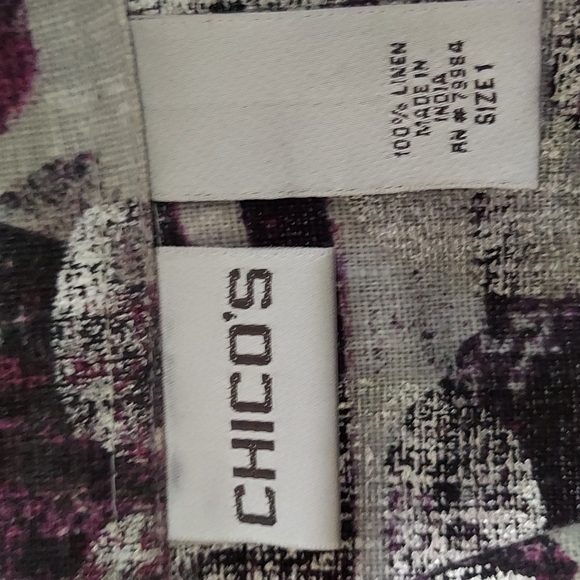 100% LINEN
MADE IN
INDIA
RN # 79984
SIZE 1
CHICO'S